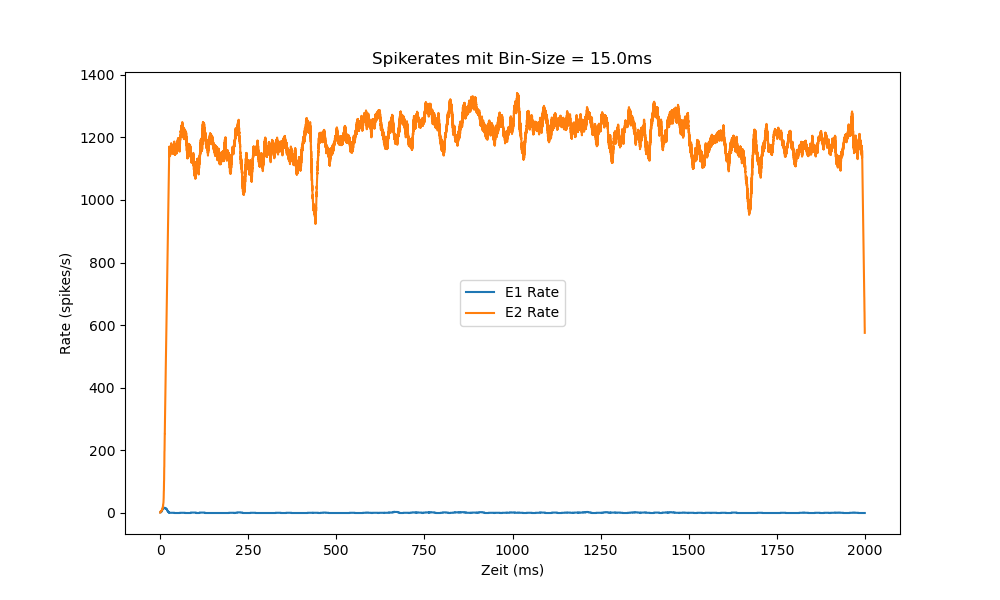 Spikerates mit Bin-Size = 15.0ms
1400
1200
1000
800
600
400
200
0
Rate (spikes/s)
E1 Rate
E2 Rate
0 250 500 750 1000 1250 1500 1750 2000
Zeit (ms)